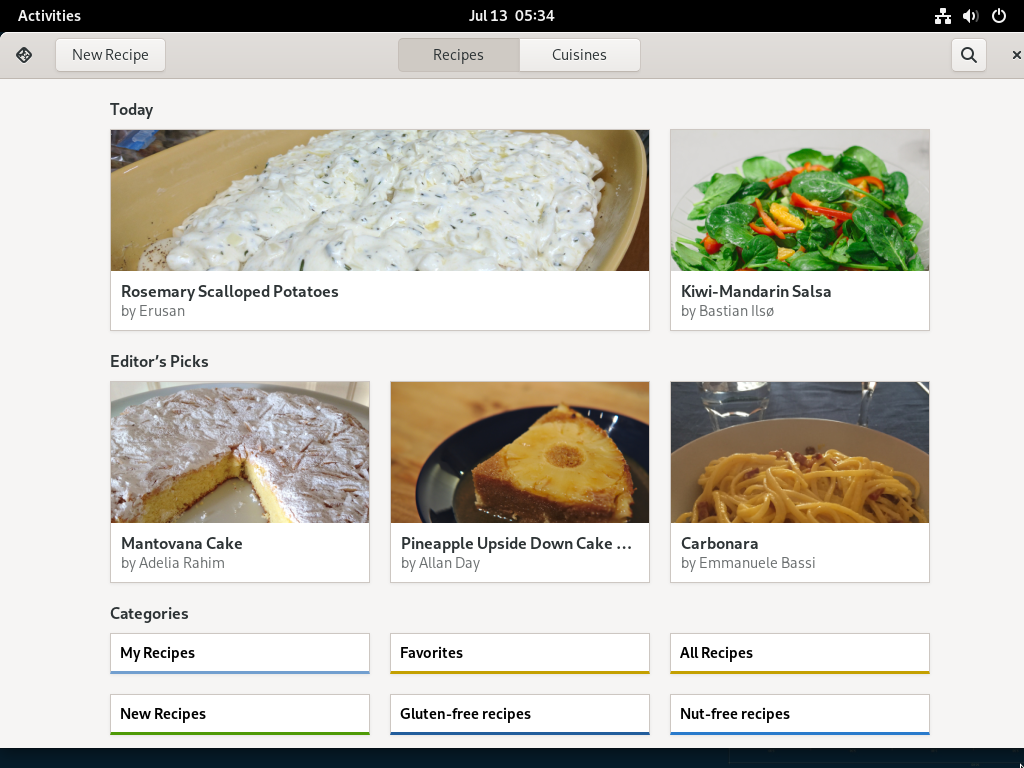 Activities
Jul 13 05:34
New Recipe
Recipes
Cuisines
Today
Rosemary Scalloped Potatoes
by Erusan
Kiwi-Mandarin Salsa
by Bastian Ilsø
Editor’s Picks
Mantovana Cake
by Adelia Rahim
Pineapple Upside Down Cake …
by Allan Day
Carbonara
by Emmanuele Bassi
Categories
My Recipes
Favorites
All Recipes
New Recipes
Gluten-free recipes
Nut-free recipes